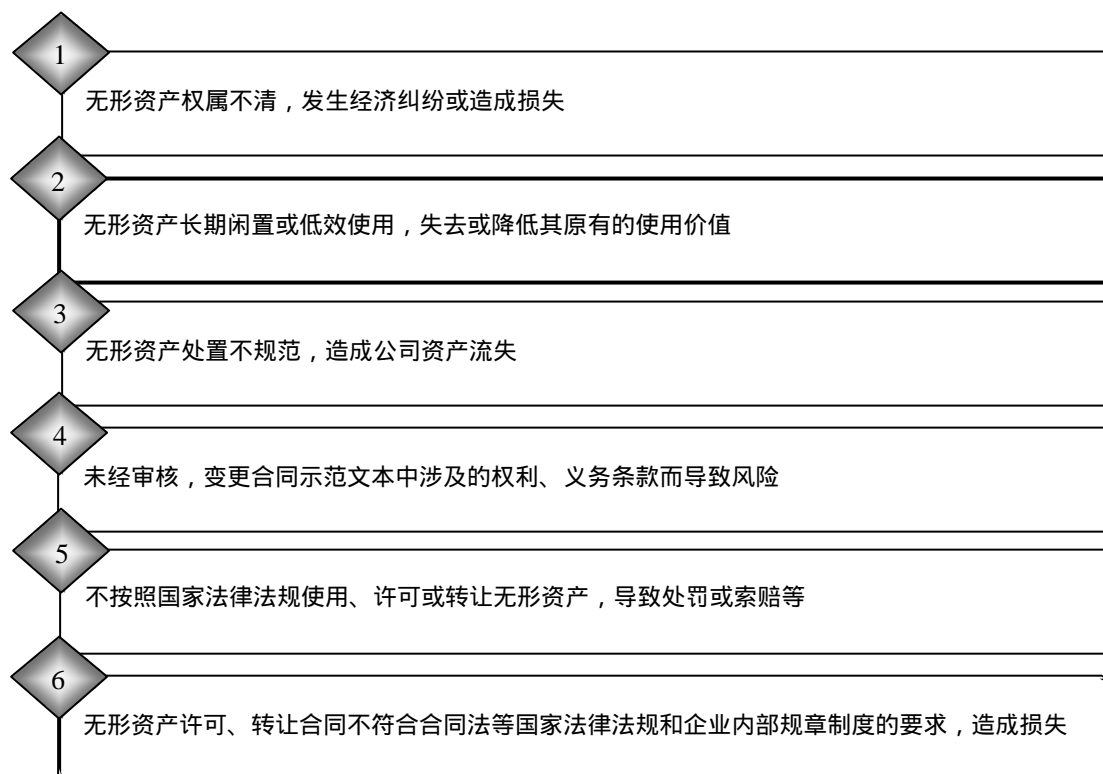 1
无形资产权属不清，发生经济纠纷或造成损失
2
无形资产长期闲置或低效使用，失去或降低其原有的使用价值
3
无形资产处置不规范，造成公司资产流失
4
未经审核，变更合同示范文本中涉及的权利、义务条款而导致风险
5
不按照国家法律法规使用、许可或转让无形资产，导致处罚或索赔等
6
无形资产许可、转让合同不符合合同法等国家法律法规和企业内部规章制度的要求，造成损失